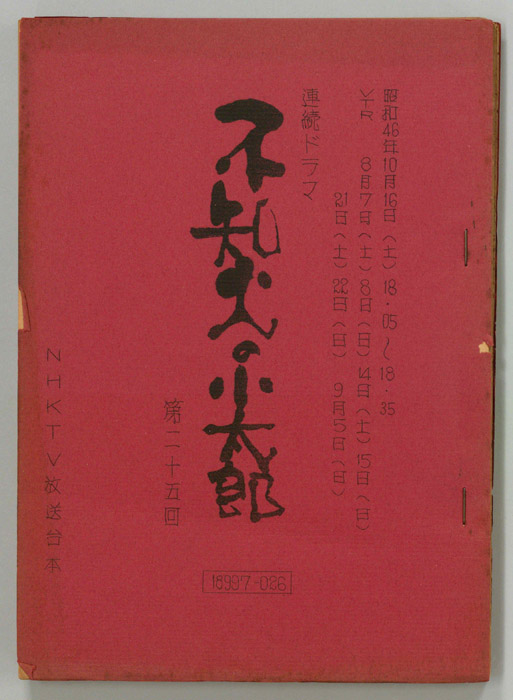 昭和46年10月16日（土）18・05〜18・35
VTR　8月7日（土）8日（日）14日（土）15日（日）
21日（土）22日（日）　9月5日（日）
連続ドラマ
不知火の小太郎
第二十五回
NHKTV放送台本
18997-026